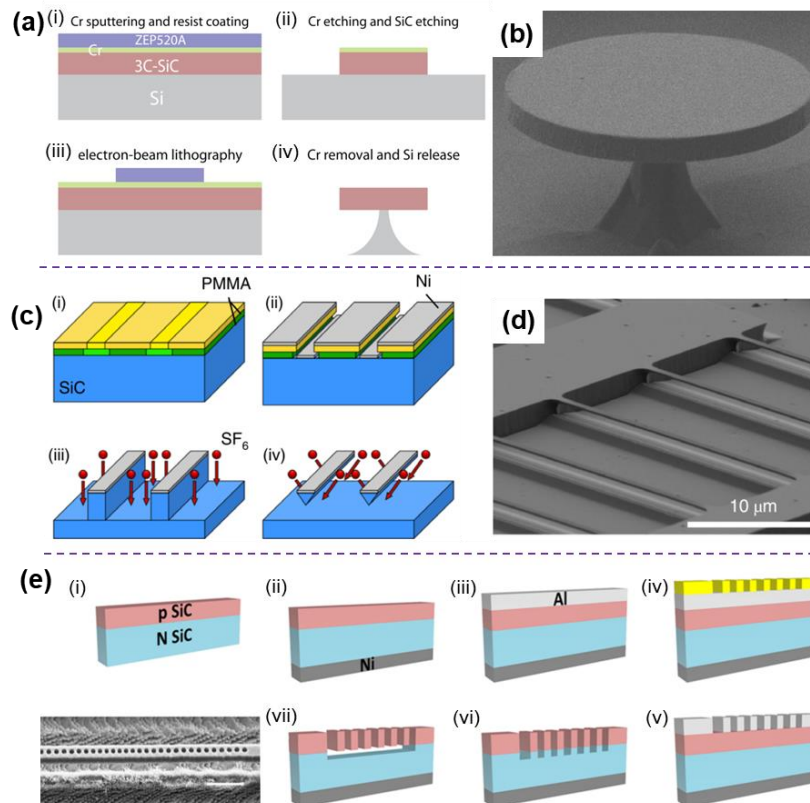 (a)
(i) Cr sputtering and resist coating
ZEP520A
Cr
3C-SiC
Si
(ii) Cr etching and SiC etching
(iii) electron-beam lithography
(iv) Cr removal and Si release
(b)
(c)
(i)
PMMA
SiC
(ii)
Ni
(iii)
SF6
(iv)
(d)
10 μm
(e)
(i)
p SiC
N SiC
(ii)
Ni
(iii)
Al
(iv)
(vii)
(vi)
(v)